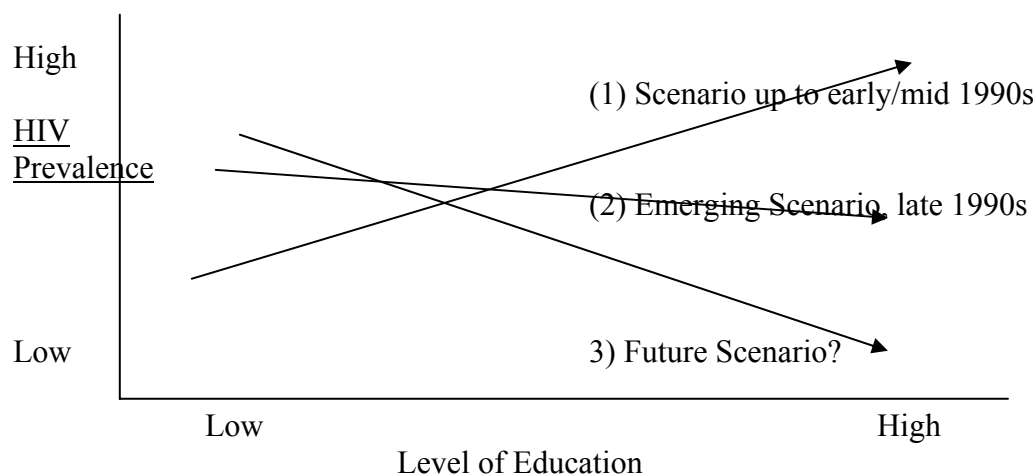 High
(1) Scenario up to early/mid 1990s
HIV
Prevalence
(2) Emerging Scenario, late 1990s
Low
3) Future Scenario?
Low
High
Level of Education